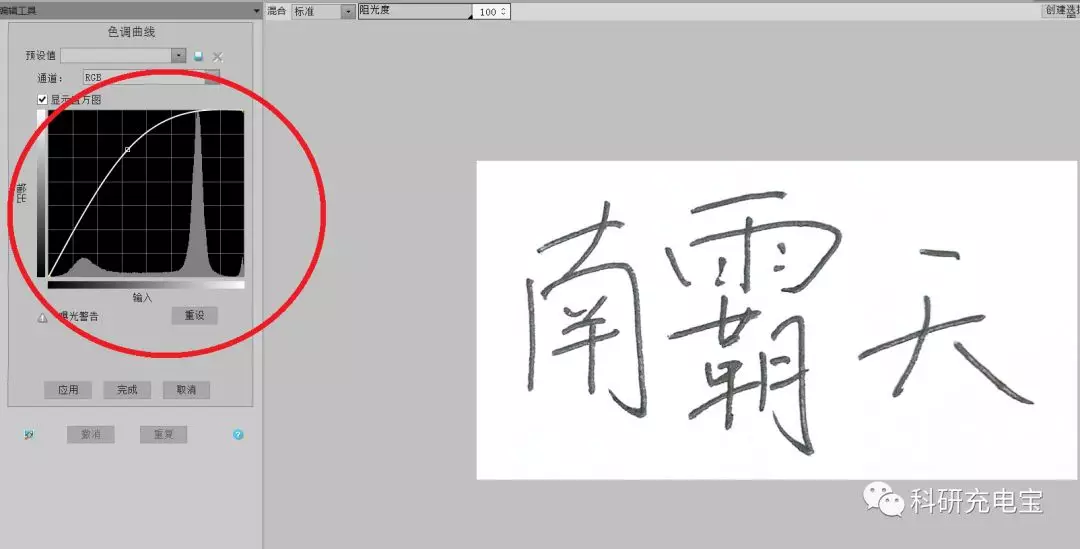 编辑工具
混合 标准 阻光度 100
创建选
色调曲线
预设值
通道: RGB
显示直方图
输出
输入
曝光警告 重设
应用 完成 取消
撤消 重复
南霸天
科研充电宝